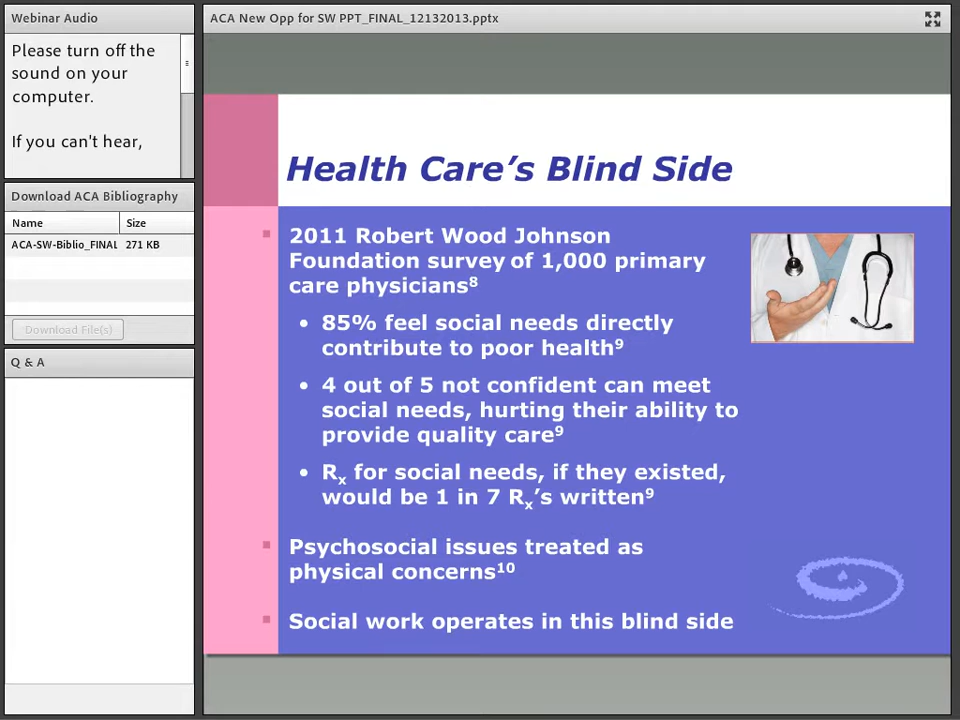 Webinar Audio
Please turn off the
sound on your
computer.
If you can't hear,
Download ACA Bibliography
Name Size
ACA-SW-Biblio_FINAL 271 KB
Download File(s)
Q & A
ACA New Opp for SW PPT_FINAL_12132013.pptx
Health Care’s Blind Side
2011 Robert Wood Johnson
Foundation survey of 1,000 primary
care physicians⁸
• 85% feel social needs directly
contribute to poor health⁹
• 4 out of 5 not confident can meet
social needs, hurting their ability to
provide quality care⁹
• Rₓ for social needs, if they existed,
would be 1 in 7 Rₓ’s written⁹
Psychosocial issues treated as
physical concerns¹⁰
Social work operates in this blind side